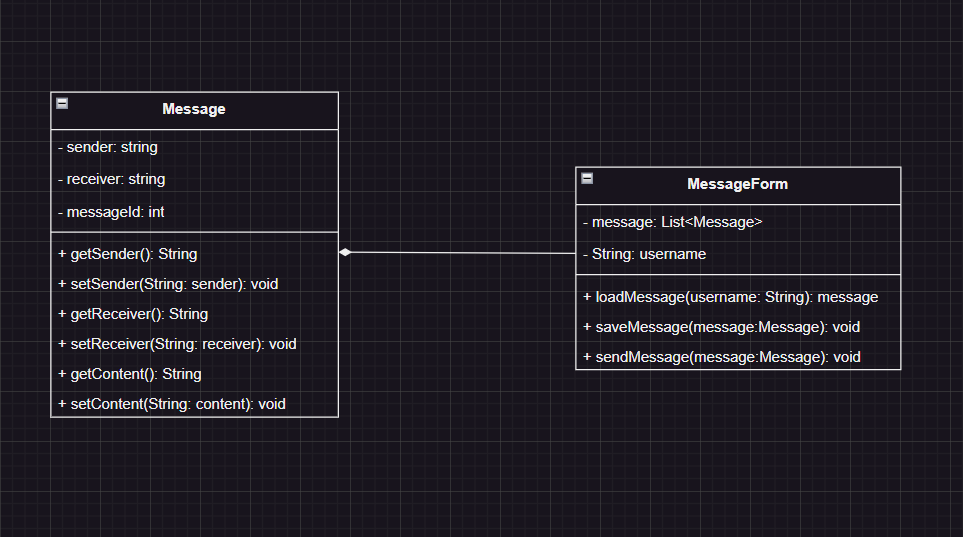 Message
- sender: string
- receiver: string
- messageId: int
+ getSender(): String
+ setSender(String: sender): void
+ getReceiver(): String
+ setReceiver(String: receiver): void
+ getContent(): String
+ setContent(String: content): void
MessageForm
- message: List<Message>
- String: username
+ loadMessage(username: String): message
+ saveMessage(message:Message): void
+ sendMessage(message:Message): void